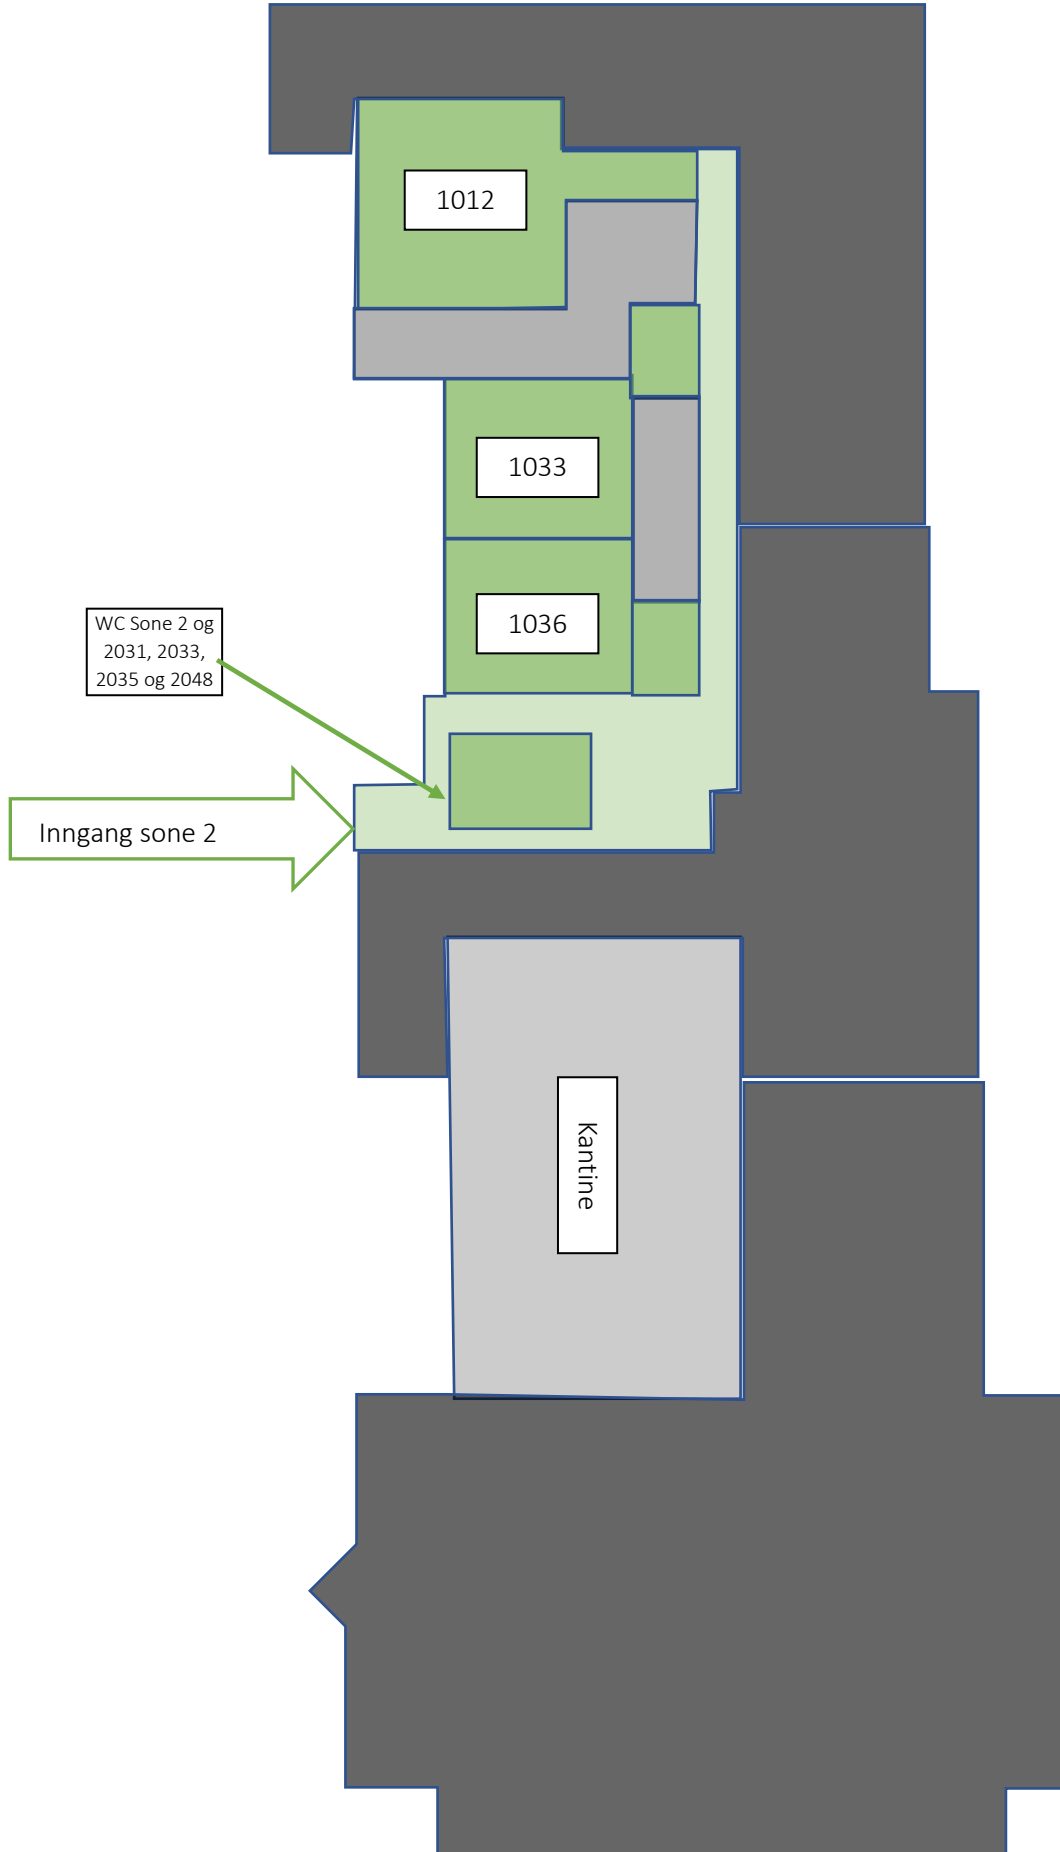 1012
1033
1036
WC Sone 2 og
2031, 2033,
2035 og 2048
Inngang sone 2
Kantine